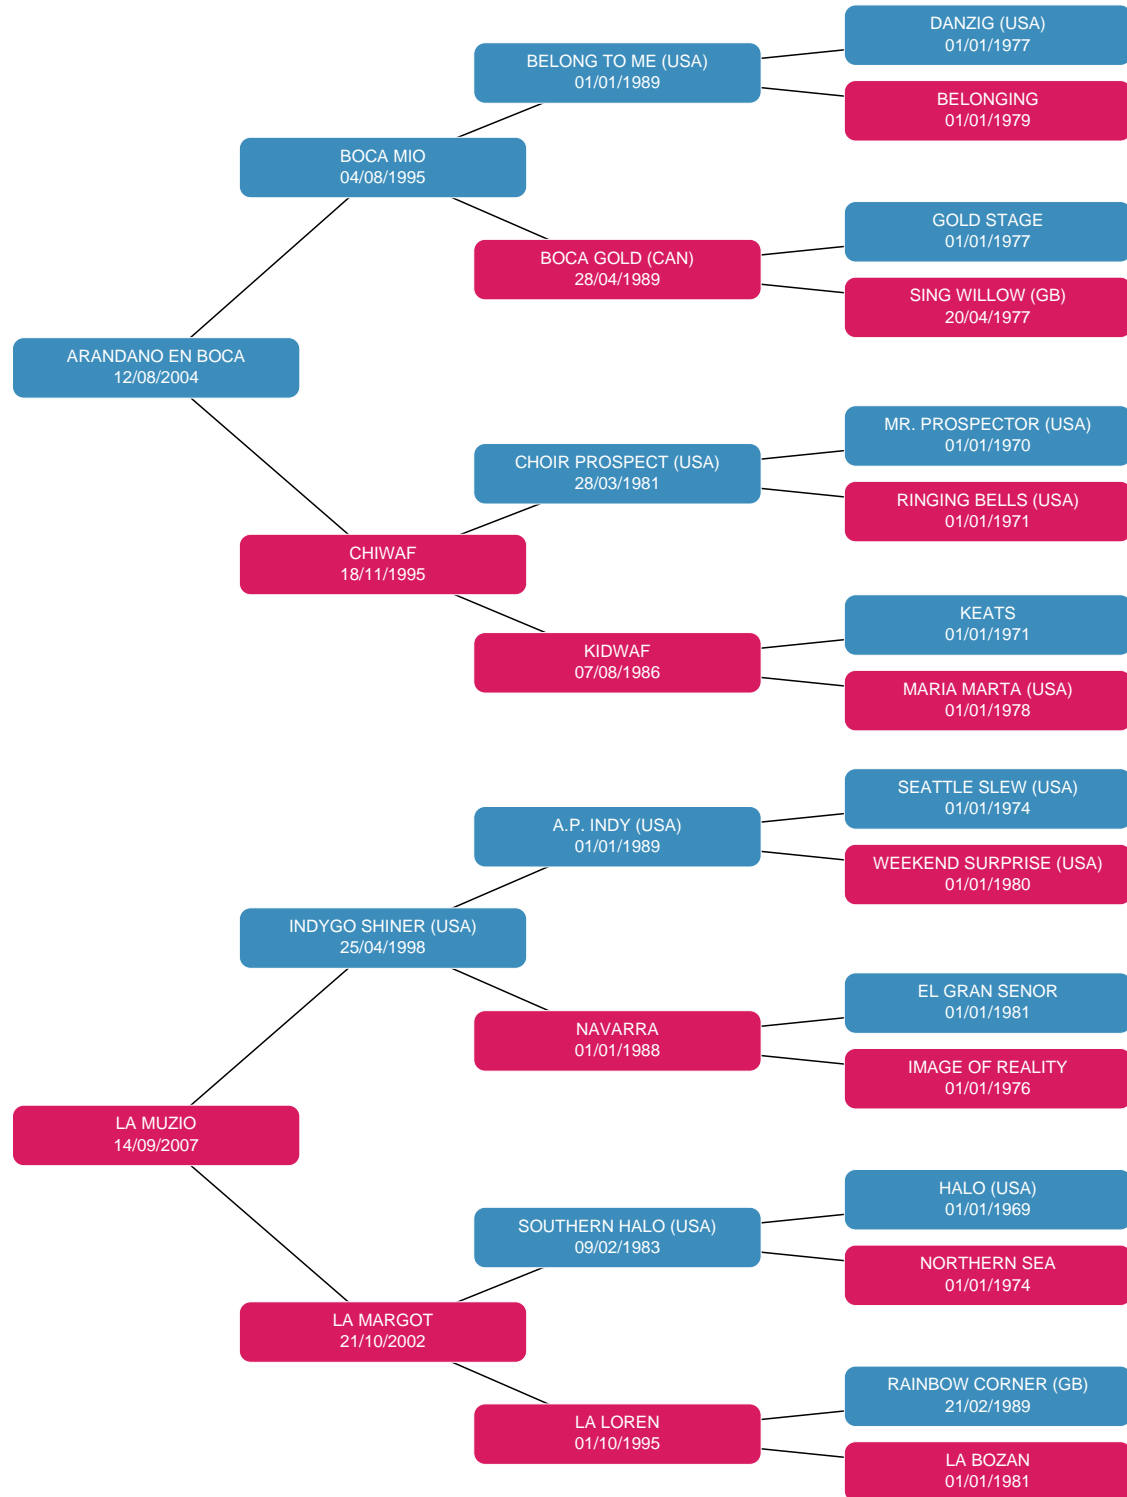 DANZIG (USA)
01/01/1977
BELONG TO ME (USA)
01/01/1989
BELONGING
01/01/1979
BOCA MIO
04/08/1995
GOLD STAGE
01/01/1977
BOCA GOLD (CAN)
28/04/1989
SING WILLOW (GB)
20/04/1977
ARANDANO EN BOCA
12/08/2004
MR. PROSPECTOR (USA)
01/01/1970
CHOIR PROSPECT (USA)
28/03/1981
RINGING BELLS (USA)
01/01/1971
CHIWAF
18/11/1995
KEATS
01/01/1971
KIDWAF
07/08/1986
MARIA MARTA (USA)
01/01/1978
SEATTLE SLEW (USA)
01/01/1974
A.P. INDY (USA)
01/01/1989
WEEKEND SURPRISE (USA)
01/01/1980
INDYGO SHINER (USA)
25/04/1998
EL GRAN SENOR
01/01/1981
NAVARRA
01/01/1988
IMAGE OF REALITY
01/01/1976
LA MUZIO
14/09/2007
HALO (USA)
01/01/1969
SOUTHERN HALO (USA)
09/02/1983
NORTHERN SEA
01/01/1974
LA MARGOT
21/10/2002
RAINBOW CORNER (GB)
21/02/1989
LA LOREN
01/10/1995
LA BOZAN
01/01/1981